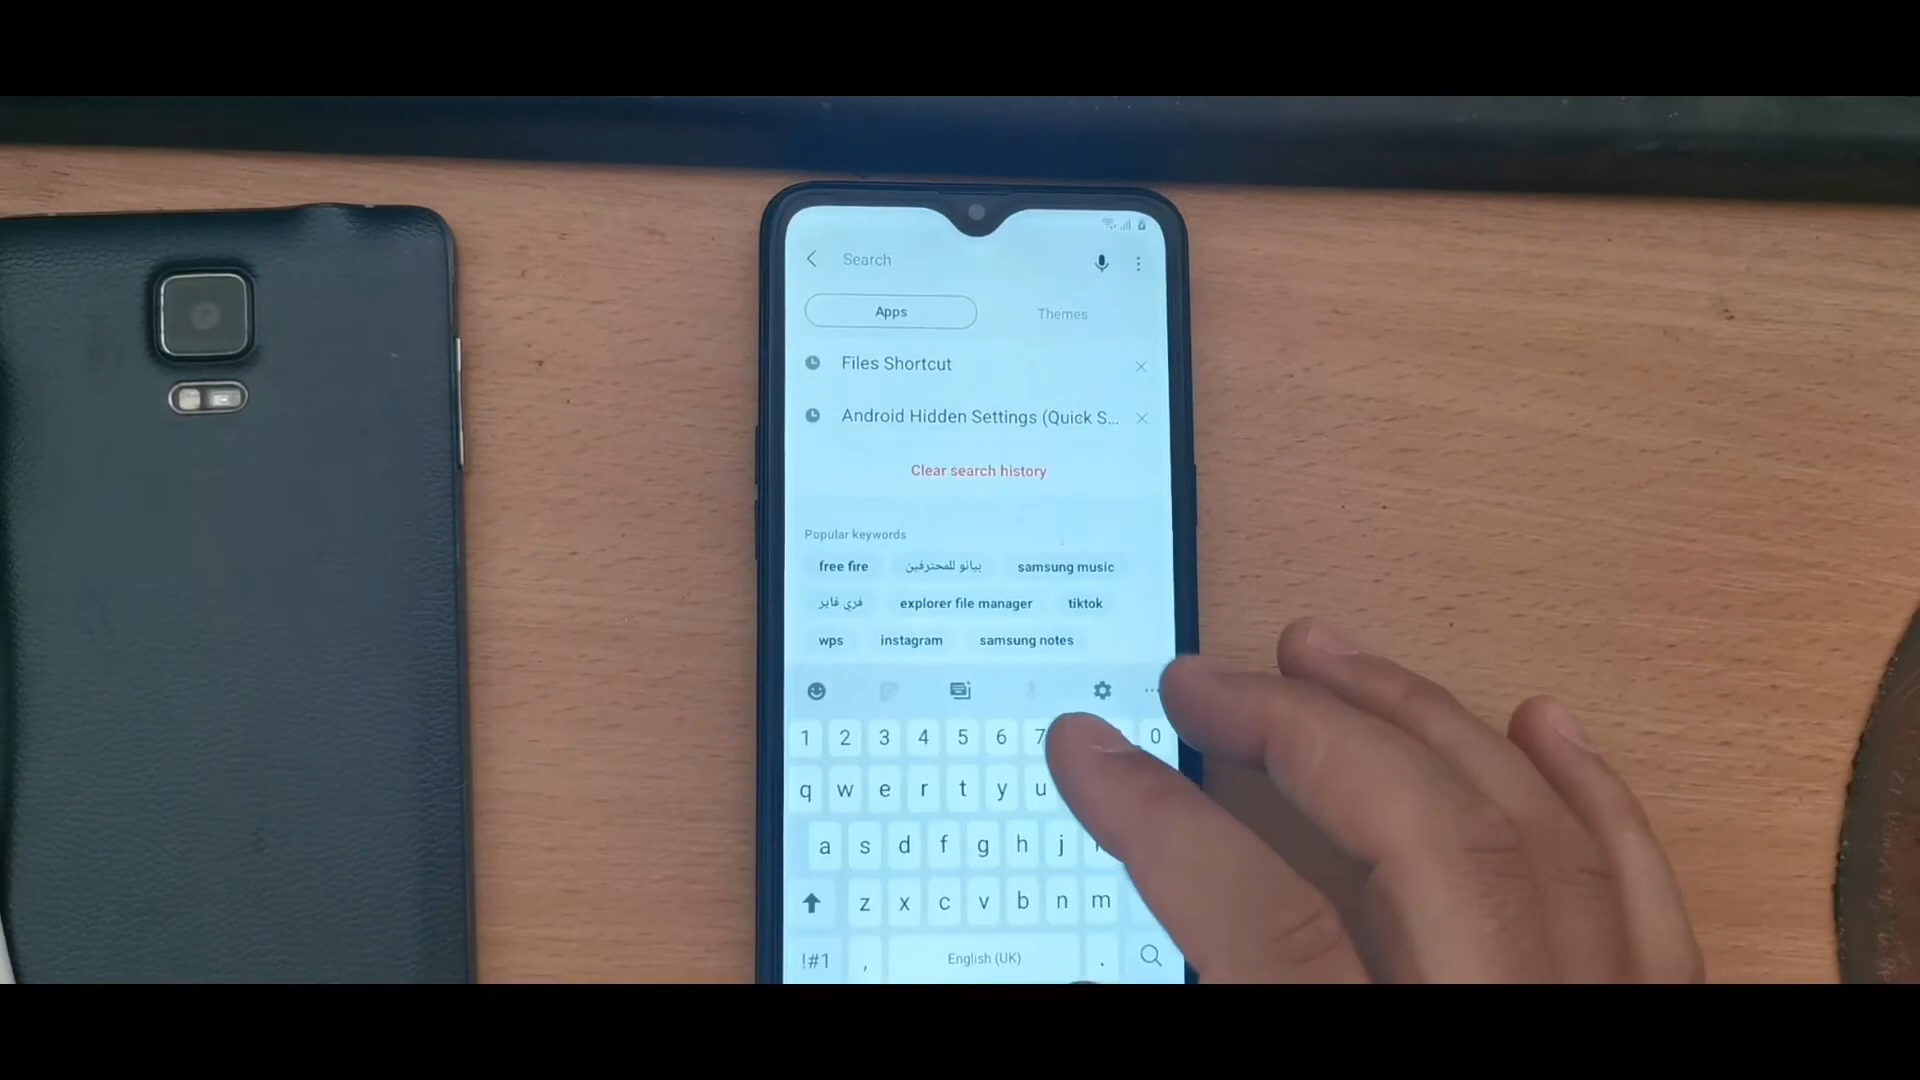 Search
Apps
Themes
Files Shortcut
Android Hidden Settings (Quick S...
Clear search history
Popular keywords
free fire
بيانو للمحترفين
samsung music
فري فاير
explorer file manager
tiktok
wps
instagram
samsung notes
1 2 3 4 5 6 7 0
q w e r t y u
a s d f g h j
z x c v b n m
!#1 , English (UK) .